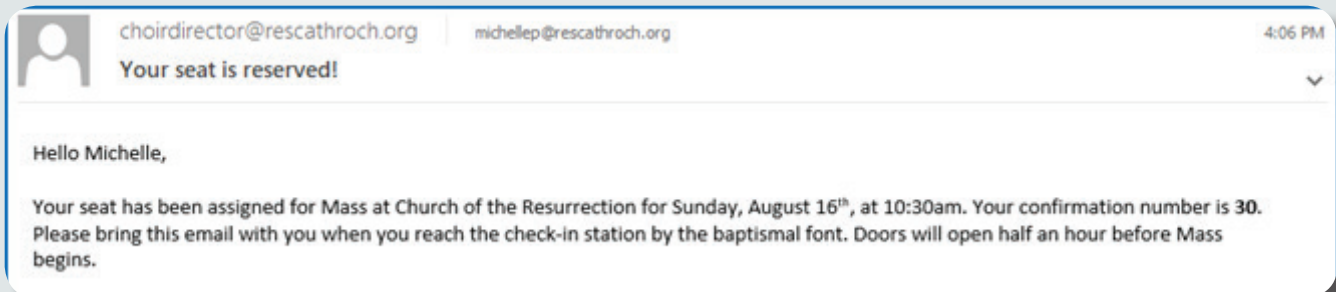 choirdirector@rescathroch.org michellep@rescathroch.org 4:06 PM
Your seat is reserved!
Hello Michelle,
Your seat has been assigned for Mass at Church of the Resurrection for Sunday, August 16th, at 10:30am. Your confirmation number is 30.
Please bring this email with you when you reach the check-in station by the baptismal font. Doors will open half an hour before Mass
begins.